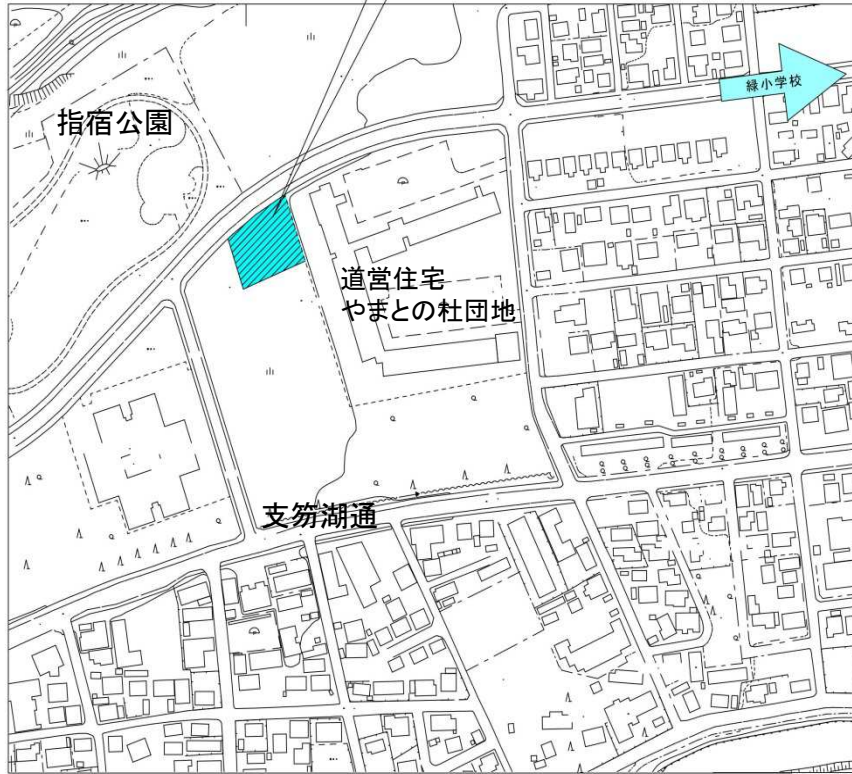 緑小学校
指宿公園
道営住宅
やまとの杜団地
支笏湖通